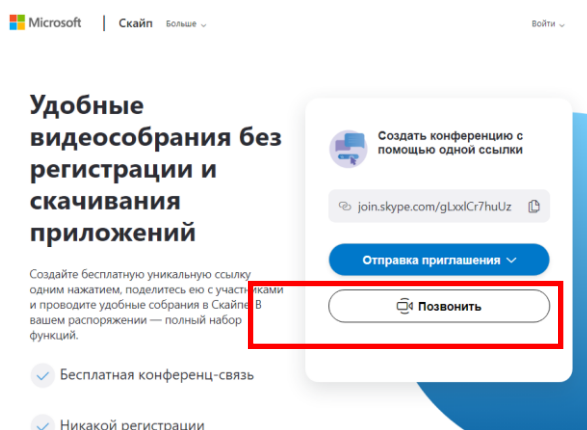 Microsoft Скайп Больше Войти
Удобные
видеособрания без
регистрации и
скачивания
приложений
Создайте бесплатную уникальную ссылку
одним нажатием, поделитесь ею с участниками
и проводите удобные собрания в Скайпе. В
вашем распоряжении — полный набор
функций.
Бесплатная конференц-связь
Никакой регистрации
Создать конференцию с
помощью одной ссылки
join.skype.com/gLxxlCr7huUz
Отправка приглашения
Позвонить